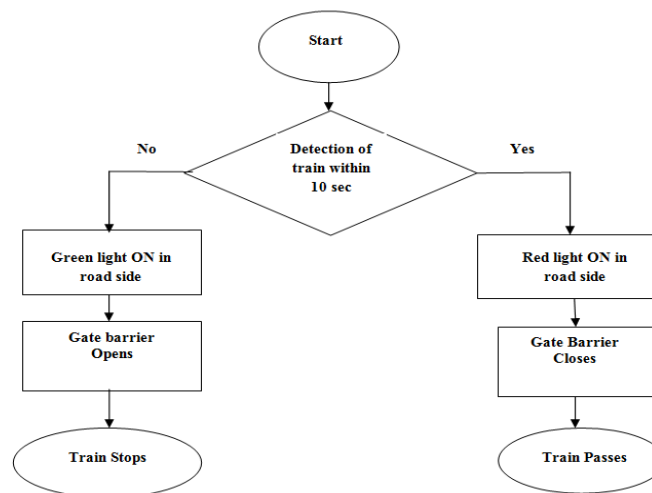 Start
No
Detection of
train within
10 sec
Yes
Green light ON in
road side
Red light ON in
road side
Gate barrier
Opens
Gate Barrier
Closes
Train Stops
Train Passes